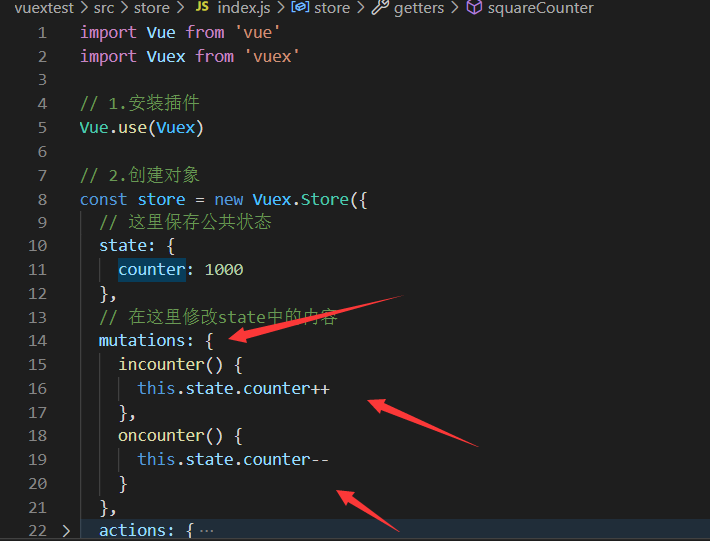 vuextest > src > store > JS index.js > store > getters > squareCounter
1 import Vue from 'vue'
2 import Vuex from 'vuex'
3
4 // 1.安装插件
5 Vue.use(Vuex)
6
7 // 2.创建对象
8 const store = new Vuex.Store({
9 // 这里保存公共状态
10 state: {
11 counter: 1000
12 },
13 // 在这里修改state中的内容
14 mutations: {
15 incounter() {
16 this.state.counter++
17 },
18 oncounter() {
19 this.state.counter--
20 }
21 },
22 > actions: { ···